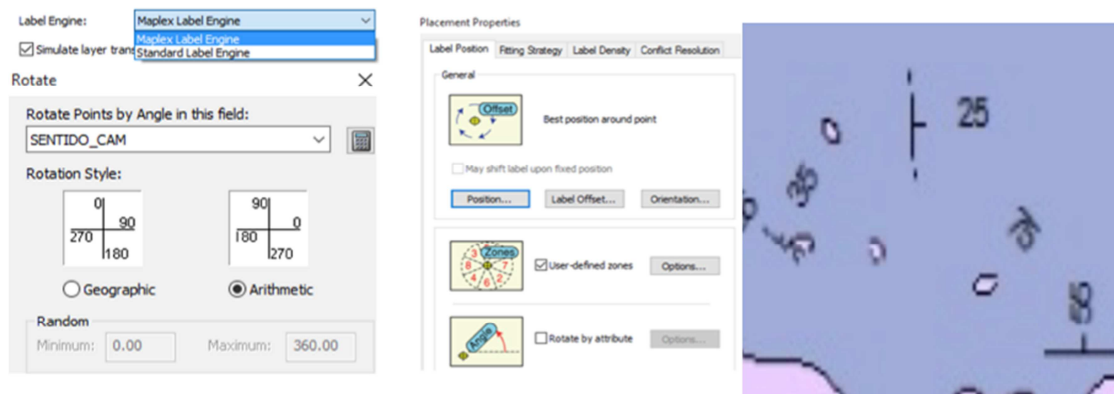 Label Engine:
Maplex Label Engine
Maplex Label Engine
Standard Label Engine
Simulate layer tran
Rotate
Rotate Points by Angle in this field:
SENTIDO_CAM
Rotation Style:
0
90
270
180
90
0
180
270
Geographic
Arithmetic
Random
Minimum: 0.00
Maximum: 360.00
Placement Properties
Label Position
Fitting Strategy
Label Density
Conflict Resolution
General
Offset
Best position around point
May shift label upon fixed position
Position...
Label Offset...
Orientation...
Zones
User-defined zones
Options...
Angle
Rotate by attribute
Options...
25